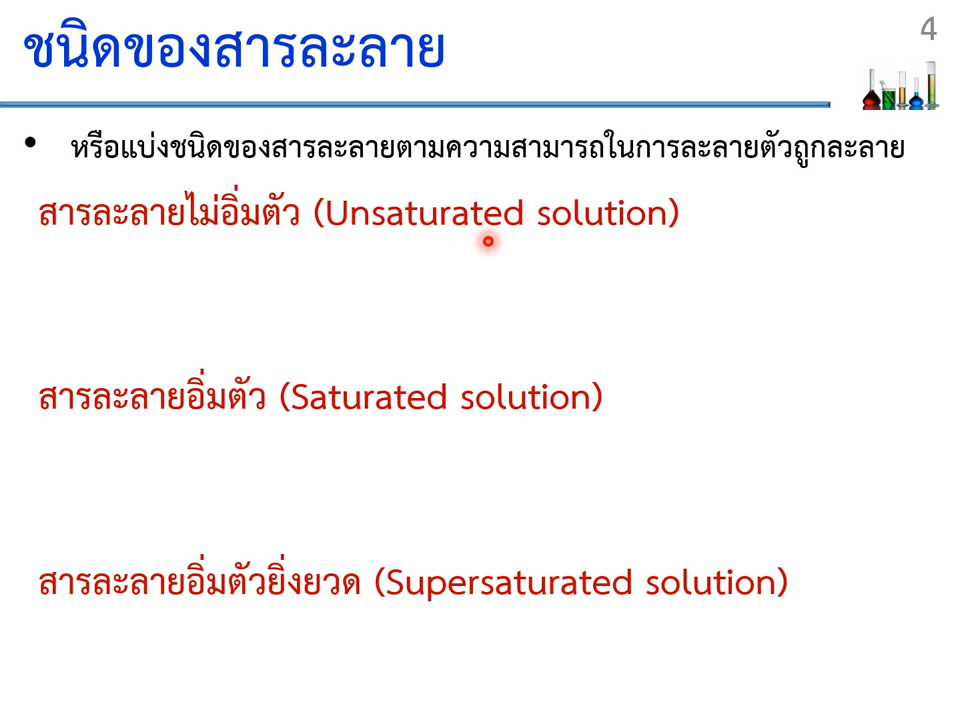 ชนิดของสารละลาย
4
• หรือแบ่งชนิดของสารละลายตามความสามารถในการละลายตัวถูกละลาย
สารละลายไม่อิ่มตัว (Unsaturated solution)
สารละลายอิ่มตัว (Saturated solution)
สารละลายอิ่มตัวยิ่งยวด (Supersaturated solution)